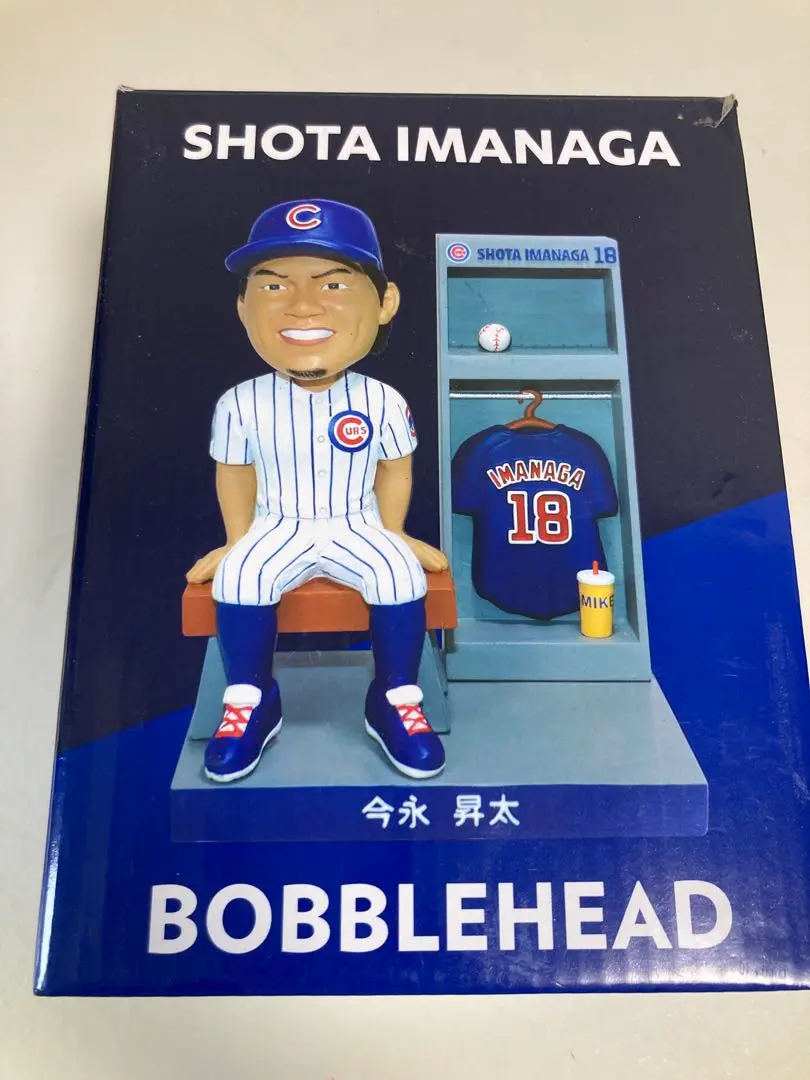 SHOTA IMANAGA
C
CUBS
SHOTA IMANAGA 18
IMANAGA
18
MIKE
今永 昇太
BOBBLEHEAD